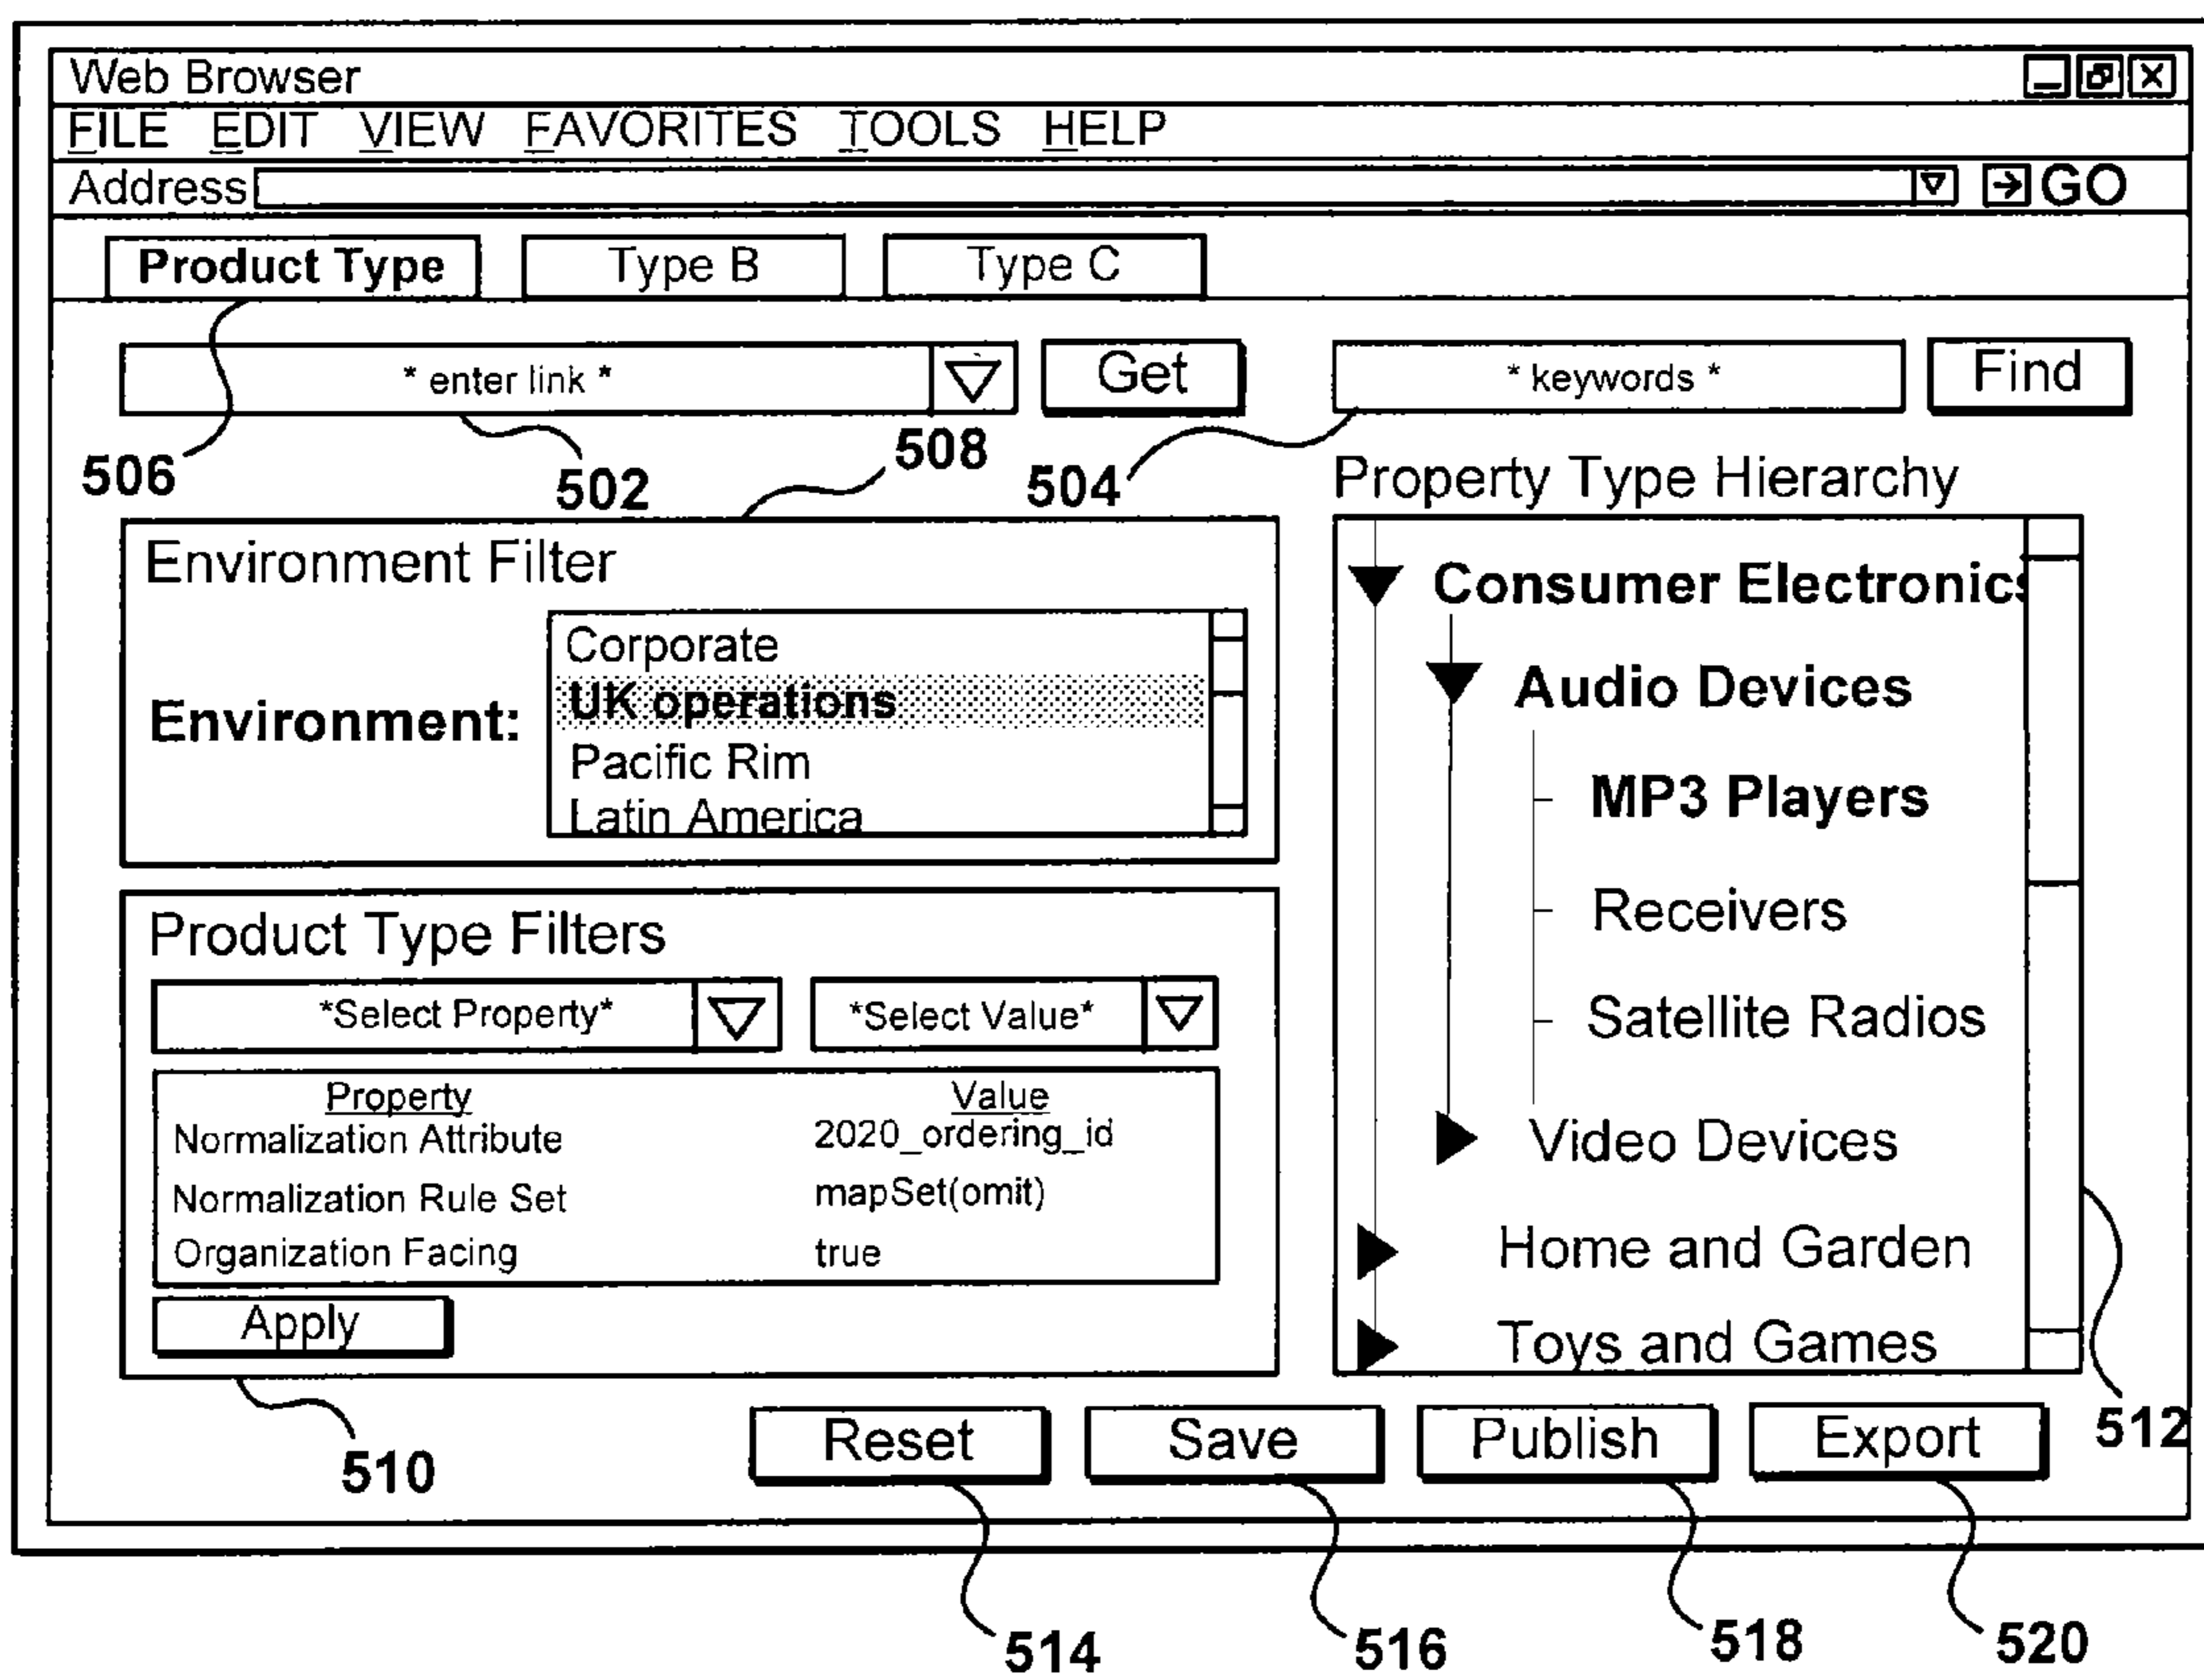 Web Browser
FILE EDIT VIEW FAVORITES TOOLS HELP
Address GO
Product Type Type B Type C
* enter link * Get * keywords * Find
506 502 508 504
Property Type Hierarchy
Environment Filter
Environment:
Corporate
UK operations
Pacific Rim
Latin America
Product Type Filters
*Select Property* *Select Value*
Property Value
Normalization Attribute 2020_ordering_id
Normalization Rule Set mapSet(omit)
Organization Facing true
Apply
Consumer Electronics
Audio Devices
MP3 Players
Receivers
Satellite Radios
Video Devices
Home and Garden
Toys and Games
510 512
Reset Save Publish Export
514 516 518 520